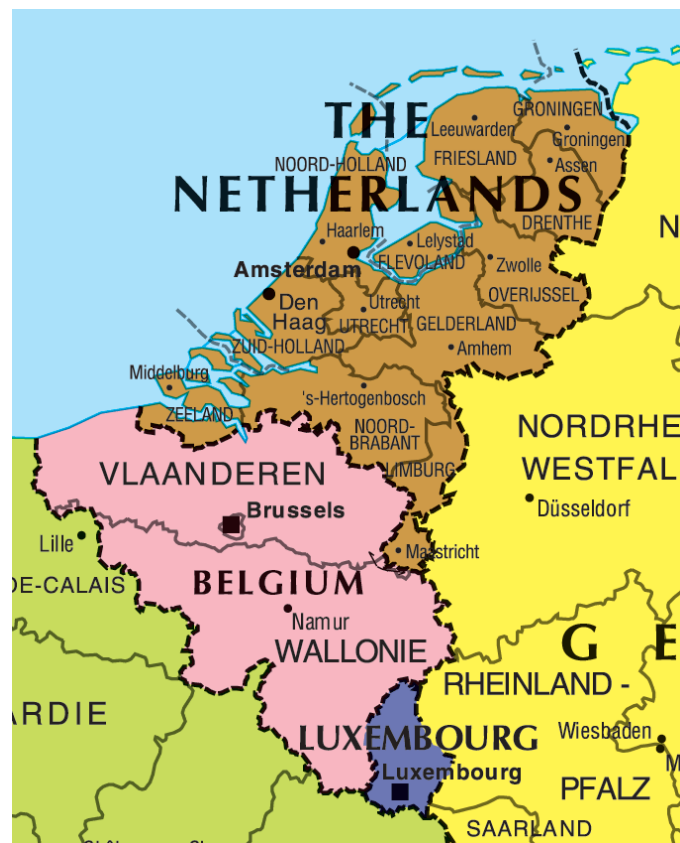 THE
NETHERLANDS
GRONINGEN
Leeuwarden
Groningen
FRIESLAND
Assen
NOORD-HOLLAND
DRENTHE
Haarlem
Lelystad
FLEVOLAND
Zwolle
Amsterdam
OVERIJSSEL
Den
Haag
Utrecht
UTRECHT
GELDERLAND
ZUID-HOLLAND
Arnhem
Middelburg
's-Hertogenbosch
ZEELAND
NOORD-
BRABANT
LIMBURG
NORDRHE
WESTFAL
Düsseldorf
VLAANDEREN
Brussels
Lille
Maastricht
DE-CALAIS
BELGIUM
Namur
WALLONIE
G E
RHEINLAND -
ARDIE
LUXEMBOURG
Wiesbaden
M
Luxembourg
PFALZ
SAARLAND
N